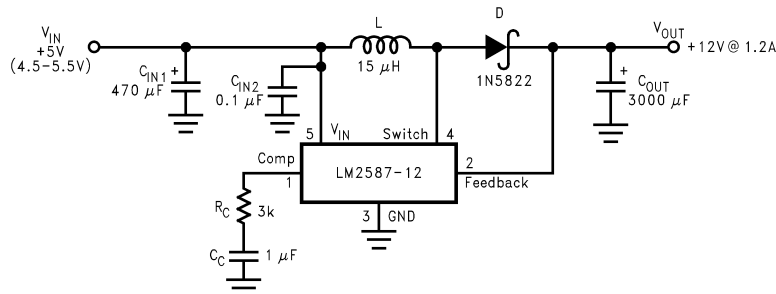 L
D
V_IN
+5V
(4.5–5.5V)
V_OUT
+12V @ 1.2A
15 μH
1N5822
C_IN1 +
470 μF
C_IN2
0.1 μF
+
C_OUT
3000 μF
5
V_IN
Switch
4
Comp
1
LM2587-12
2
Feedback
R_C
3k
3
GND
C_C
1 μF